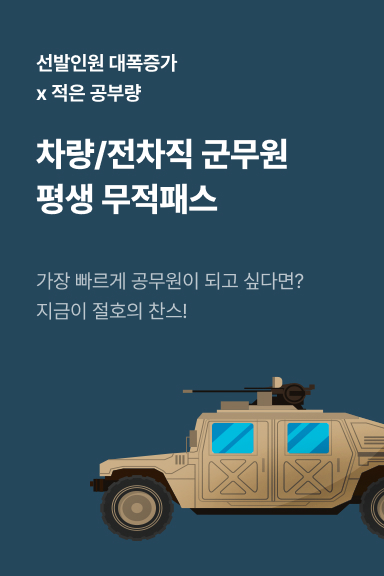 선발인원 대폭증가
x 적은 공부량
차량/전차직 군무원
평생 무적패스
가장 빠르게 공무원이 되고 싶다면?
지금이 절호의 찬스!